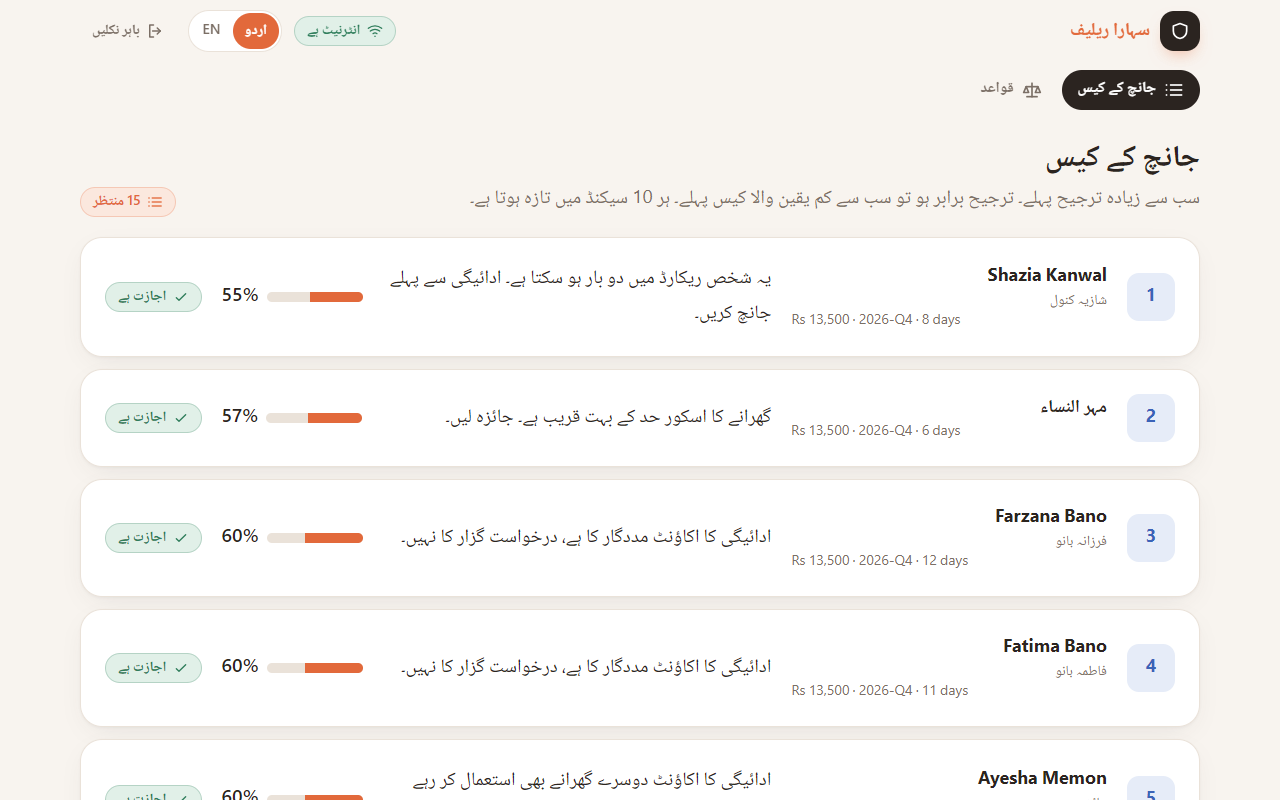 سہارا ریلیف
انٹرنیٹ ہے
اردو
EN
باہر نکلیں
جانچ کے کیس
قواعد
جانچ کے کیس
سب سے زیادہ ترجیح پہلے۔ ترجیح برابر ہو تو سب سے کم یقین والا کیس پہلے۔ ہر 10 سیکنڈ میں تازہ ہوتا ہے۔
15 منتظر
1
Shazia Kanwal
شازیہ کنول
Rs 13,500 · 2026-Q4 · 8 days
یہ شخص ریکارڈ میں دو بار ہو سکتا ہے۔ ادائیگی سے پہلے
جانچ کریں۔
55%
اجازت ہے
2
مہر النساء
Rs 13,500 · 2026-Q4 · 6 days
گھرانے کا اسکور حد کے بہت قریب ہے۔ جائزہ لیں۔
57%
اجازت ہے
3
Farzana Bano
فرزانہ بانو
Rs 13,500 · 2026-Q4 · 12 days
ادائیگی کا اکاؤنٹ مددگار کا ہے، درخواست گزار کا نہیں۔
60%
اجازت ہے
4
Fatima Bano
فاطمہ بانو
Rs 13,500 · 2026-Q4 · 11 days
ادائیگی کا اکاؤنٹ مددگار کا ہے، درخواست گزار کا نہیں۔
60%
اجازت ہے
5
Ayesha Memon
ادائیگی کا اکاؤنٹ دوسرے گھرانے بھی استعمال کر رہے
60%
اجازت ہے